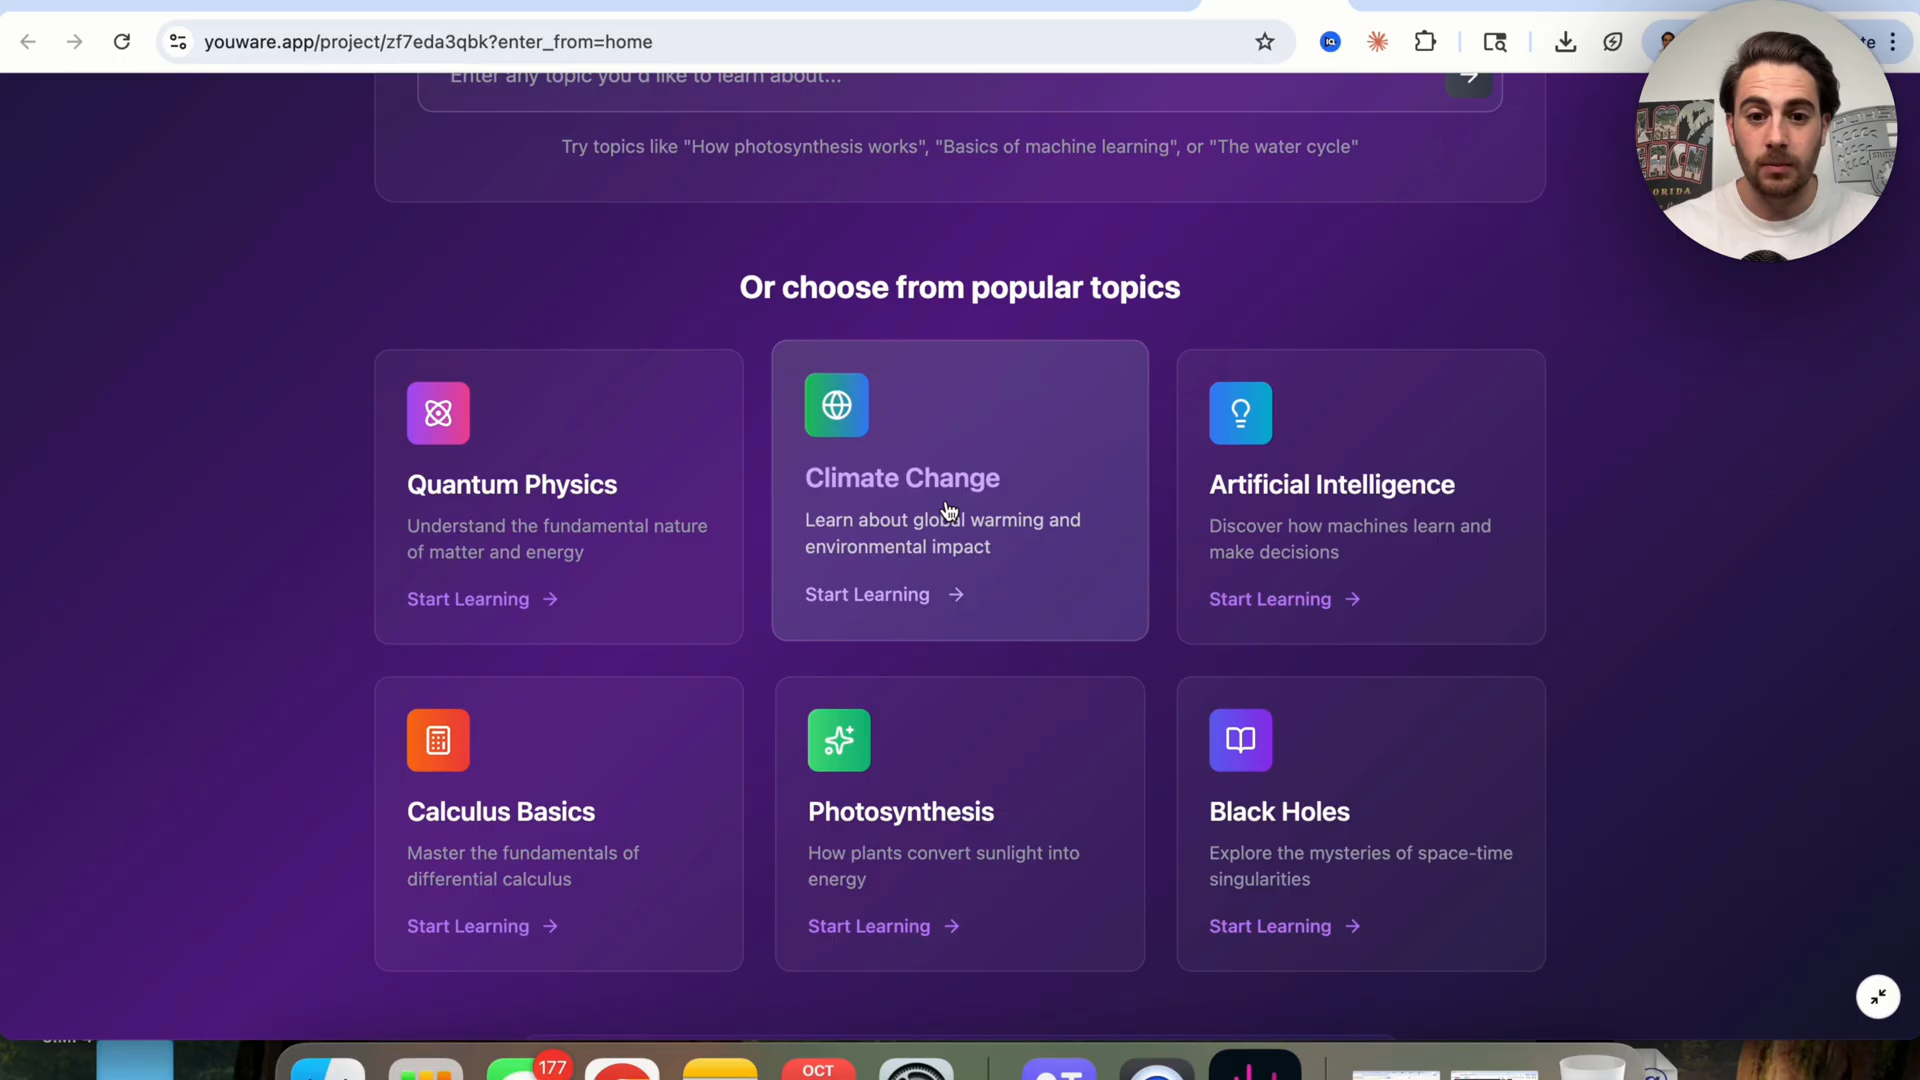 youware.app/project/zf7eda3qbk?enter_from=home
te
Enter any topic you'd like to learn about...
Try topics like "How photosynthesis works", "Basics of machine learning", or "The water cycle"
Or choose from popular topics
Quantum Physics
Understand the fundamental nature
of matter and energy
Start Learning
Climate Change
Learn about global warming and
environmental impact
Start Learning
Artificial Intelligence
Discover how machines learn and
make decisions
Start Learning
Calculus Basics
Master the fundamentals of
differential calculus
Start Learning
Photosynthesis
How plants convert sunlight into
energy
Start Learning
Black Holes
Explore the mysteries of space-time
singularities
Start Learning
177
OCT